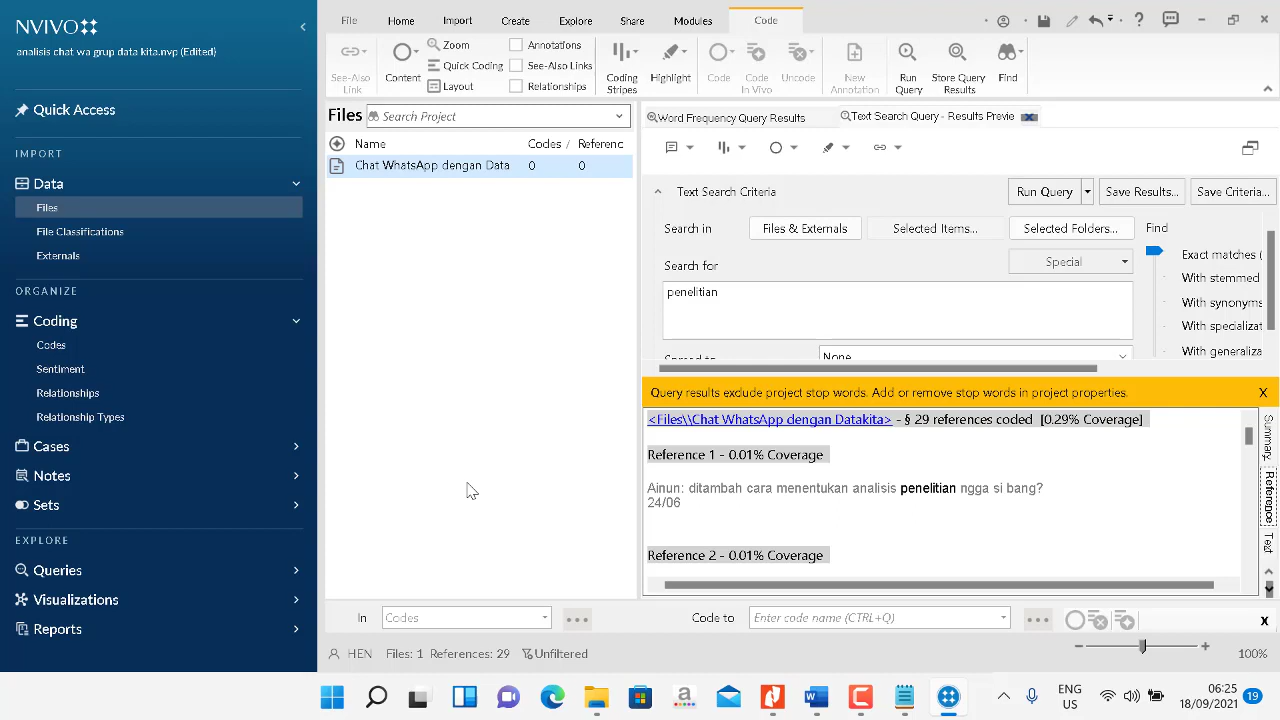 NVIVO
analisis chat wa grup data kita.nvp (Edited)
Quick Access
IMPORT
Data
Files
File Classifications
Externals
ORGANIZE
Coding
Codes
Sentiment
Relationships
Relationship Types
Cases
Notes
Sets
EXPLORE
Queries
Visualizations
Reports
File Home Import Create Explore Share Modules Code
See-Also Link
Content
Zoom
Quick Coding
Layout
Annotations
See-Also Links
Relationships
Coding Stripes
Highlight
Code
Code In Vivo
Uncode
New Annotation
Run Query
Store Query Results
Find
Files Search Project
Name Codes / Referenc
Chat WhatsApp dengan Data 0 0
Word Frequency Query Results Text Search Query - Results Previe
Text Search Criteria Run Query Save Results... Save Criteria...
Search in Files & Externals Selected Items... Selected Folders... Find
Search for Special
penelitian
Exact matches (
With stemmed
With synonyms
With specializat
With generaliza
Spread to None
Query results exclude project stop words. Add or remove stop words in project properties. X
<Files\\Chat WhatsApp dengan Datakita> - § 29 references coded [0.29% Coverage]
Reference 1 - 0.01% Coverage
Ainun: ditambah cara menentukan analisis penelitian ngga si bang?
24/06
Reference 2 - 0.01% Coverage
Summary
Reference
Text
In Codes Code to Enter code name (CTRL+Q)
HEN Files: 1 References: 29 Unfiltered 100%
ENG
US
06:25
18/09/2021
19